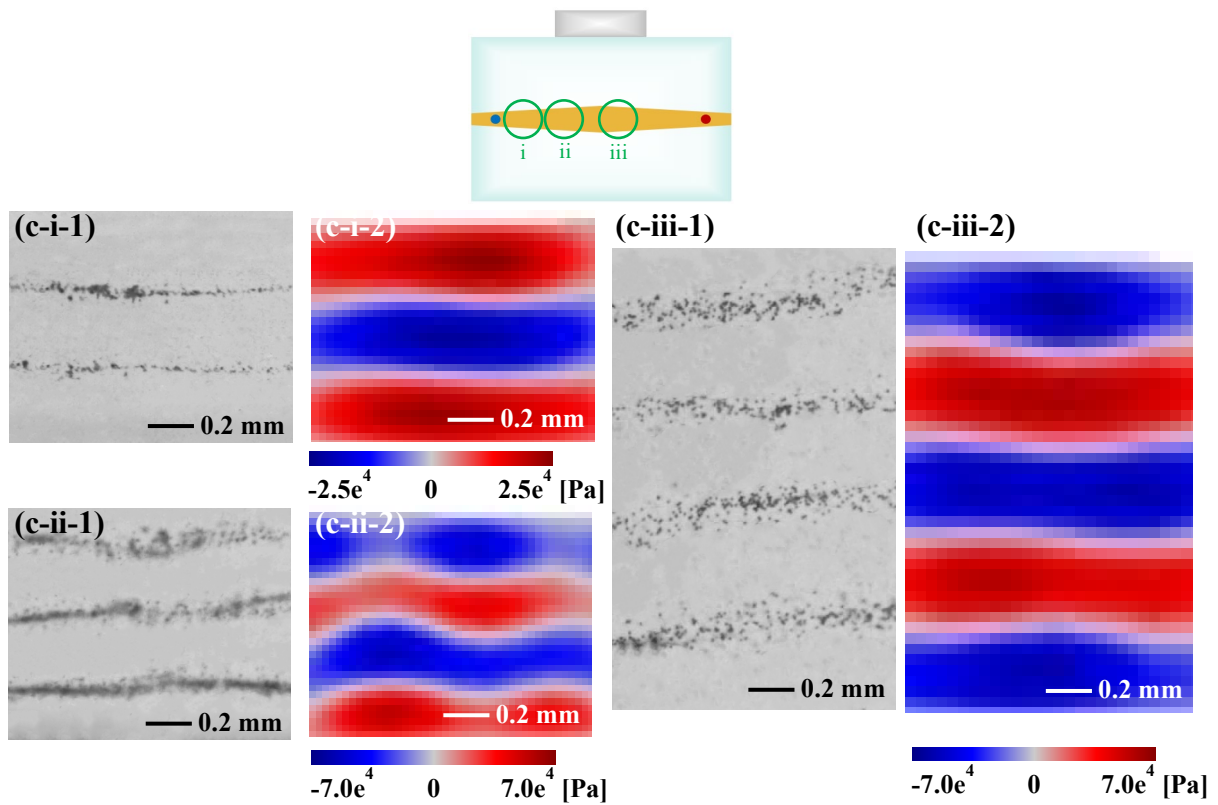 i
ii
iii
(c-i-1)
(c-i-2)
(c-iii-1)
(c-iii-2)
0.2 mm
0.2 mm
-2.5e⁴ 0 2.5e⁴ [Pa]
(c-ii-1)
(c-ii-2)
0.2 mm
0.2 mm
0.2 mm
0.2 mm
-7.0e⁴ 0 7.0e⁴ [Pa]
-7.0e⁴ 0 7.0e⁴ [Pa]